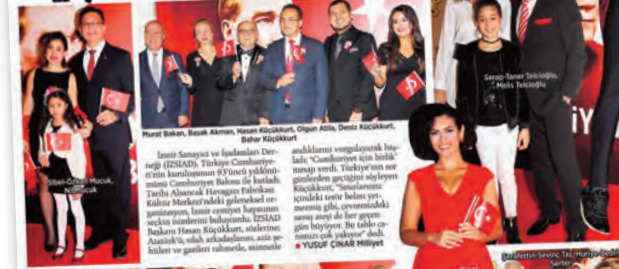 Sibel-Özkan Mucuk,
Nil Mucuk
Murat Bakan, Başak Akman, Hasan Küçükkurt, Olgun Atila, Deniz Küçükkurt,
Bahar Küçükkurt
Serap-Taner Telcioğlu,
Melis Telcioğlu
İzmir Sanayici ve İşadamları Der-
neği (İZSİAD), Türkiye Cumhuriye-
ti'nin kuruluşunun 93'üncü yıldönü-
münü Cumhuriyet Balosu ile kutladı.
Tarihi Alsancak Havagazı Fabrikası
Kültür Merkezi'ndeki geleneksel or-
ganizasyon, İzmir cemiyet hayatının
seçkin isimlerini buluşturdu. İZSİAD
Başkanı Hasan Küçükkurt, sözlerine,
Atatürk'ü, silah arkadaşlarını, aziz şe-
hitleri ve gazileri rahmetle, minnetle
andıklarını vurgulayarak baş-
ladı; "Cumhuriyet için birlik"
mesajı verdi. Türkiye'nin zor
günlerden geçtiğini söyleyen
Küçükkurt, "Sınırlarımız
içindeki terör belası yet-
mezmiş gibi, çevremizdeki
savaş ateşi de her geçen
gün büyüyor. Bu tablo ca-
nımızı çok yakıyor" dedi.
■ YUSUF ÇINAR Milliyet
Şerafettin-Sevinç Taş,
Serter